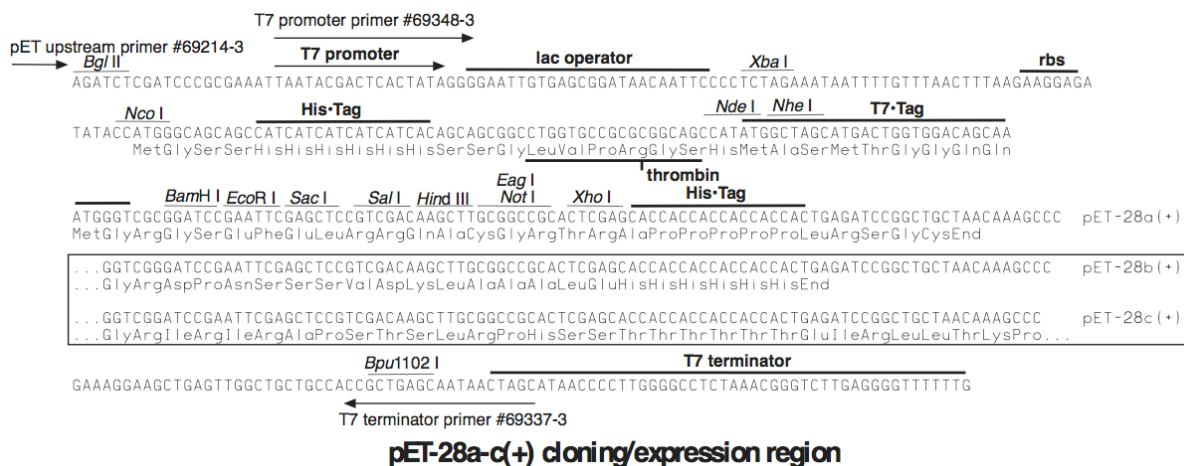 T7 promoter primer #69348-3
pET upstream primer #69214-3
Bgl II
T7 promoter
lac operator
Xba I
rbs
AGATCTCGATCCCGCGAAATTAATACGACTCACTATAGGGGAATTGTGAGCGGATAACAATTCCCCTCTAGAAATAATTTTGTTTAACTTTAAGAAGGAGA
Nco I
His•Tag
Nde I
Nhe I
T7•Tag
TATACCATGGGCAGCAGCCATCATCATCATCATCACAGCAGCGGCCTGGTGCCGCGCGGCAGCCATATGGCTAGCATGACTGGTGGACAGCAA
MetGlySerSerHisHisHisHisHisHisSerSerGlyLeuValProArgGlySerHisMetAlaSerMetThrGlyGlyGlnGln
thrombin
BamH I
EcoR I
Sac I
Sal I
Hind III
Eag I
Not I
Xho I
His•Tag
ATGGGTCGCGGATCCGAATTCGAGCTCCGTCGACAAGCTTGCGGCCGCACTCGAGCACCACCACCACCACCACTGAGATCCGGCTGCTAACAAAGCCC pET-28a(+)
MetGlyArgGlySerGluPheGluLeuArgArgGlnAlaCysGlyArgThrArgAlaProProProProProLeuArgSerGlyCysEnd
...GGTCGGGATCCGAATTCGAGCTCCGTCGACAAGCTTGCGGCCGCACTCGAGCACCACCACCACCACCACTGAGATCCGGCTGCTAACAAAGCCC pET-28b(+)
...GlyArgAspProAsnSerSerSerValAspLysLeuAlaAlaAlaLeuGluHisHisHisHisHisHisEnd
...GGTCGGATCCGAATTCGAGCTCCGTCGACAAGCTTGCGGCCGCACTCGAGCACCACCACCACCACCACTGAGATCCGGCTGCTAACAAAGCCC pET-28c(+)
...GlyArgIleArgIleArgAlaProSerThrSerLeuArgProHisSerSerThrThrThrThrThrGluIleArgLeuLeuThrLysPro...
Bpu1102 I
T7 terminator
GAAAGGAAGCTGAGTTGGCTGCTGCCACCGCTGAGCAATAACTAGCATAACCCCTTGGGGCCTCTAAACGGGTCTTGAGGGGTTTTTTG
T7 terminator primer #69337-3
pET-28a-c(+) cloning/expression region